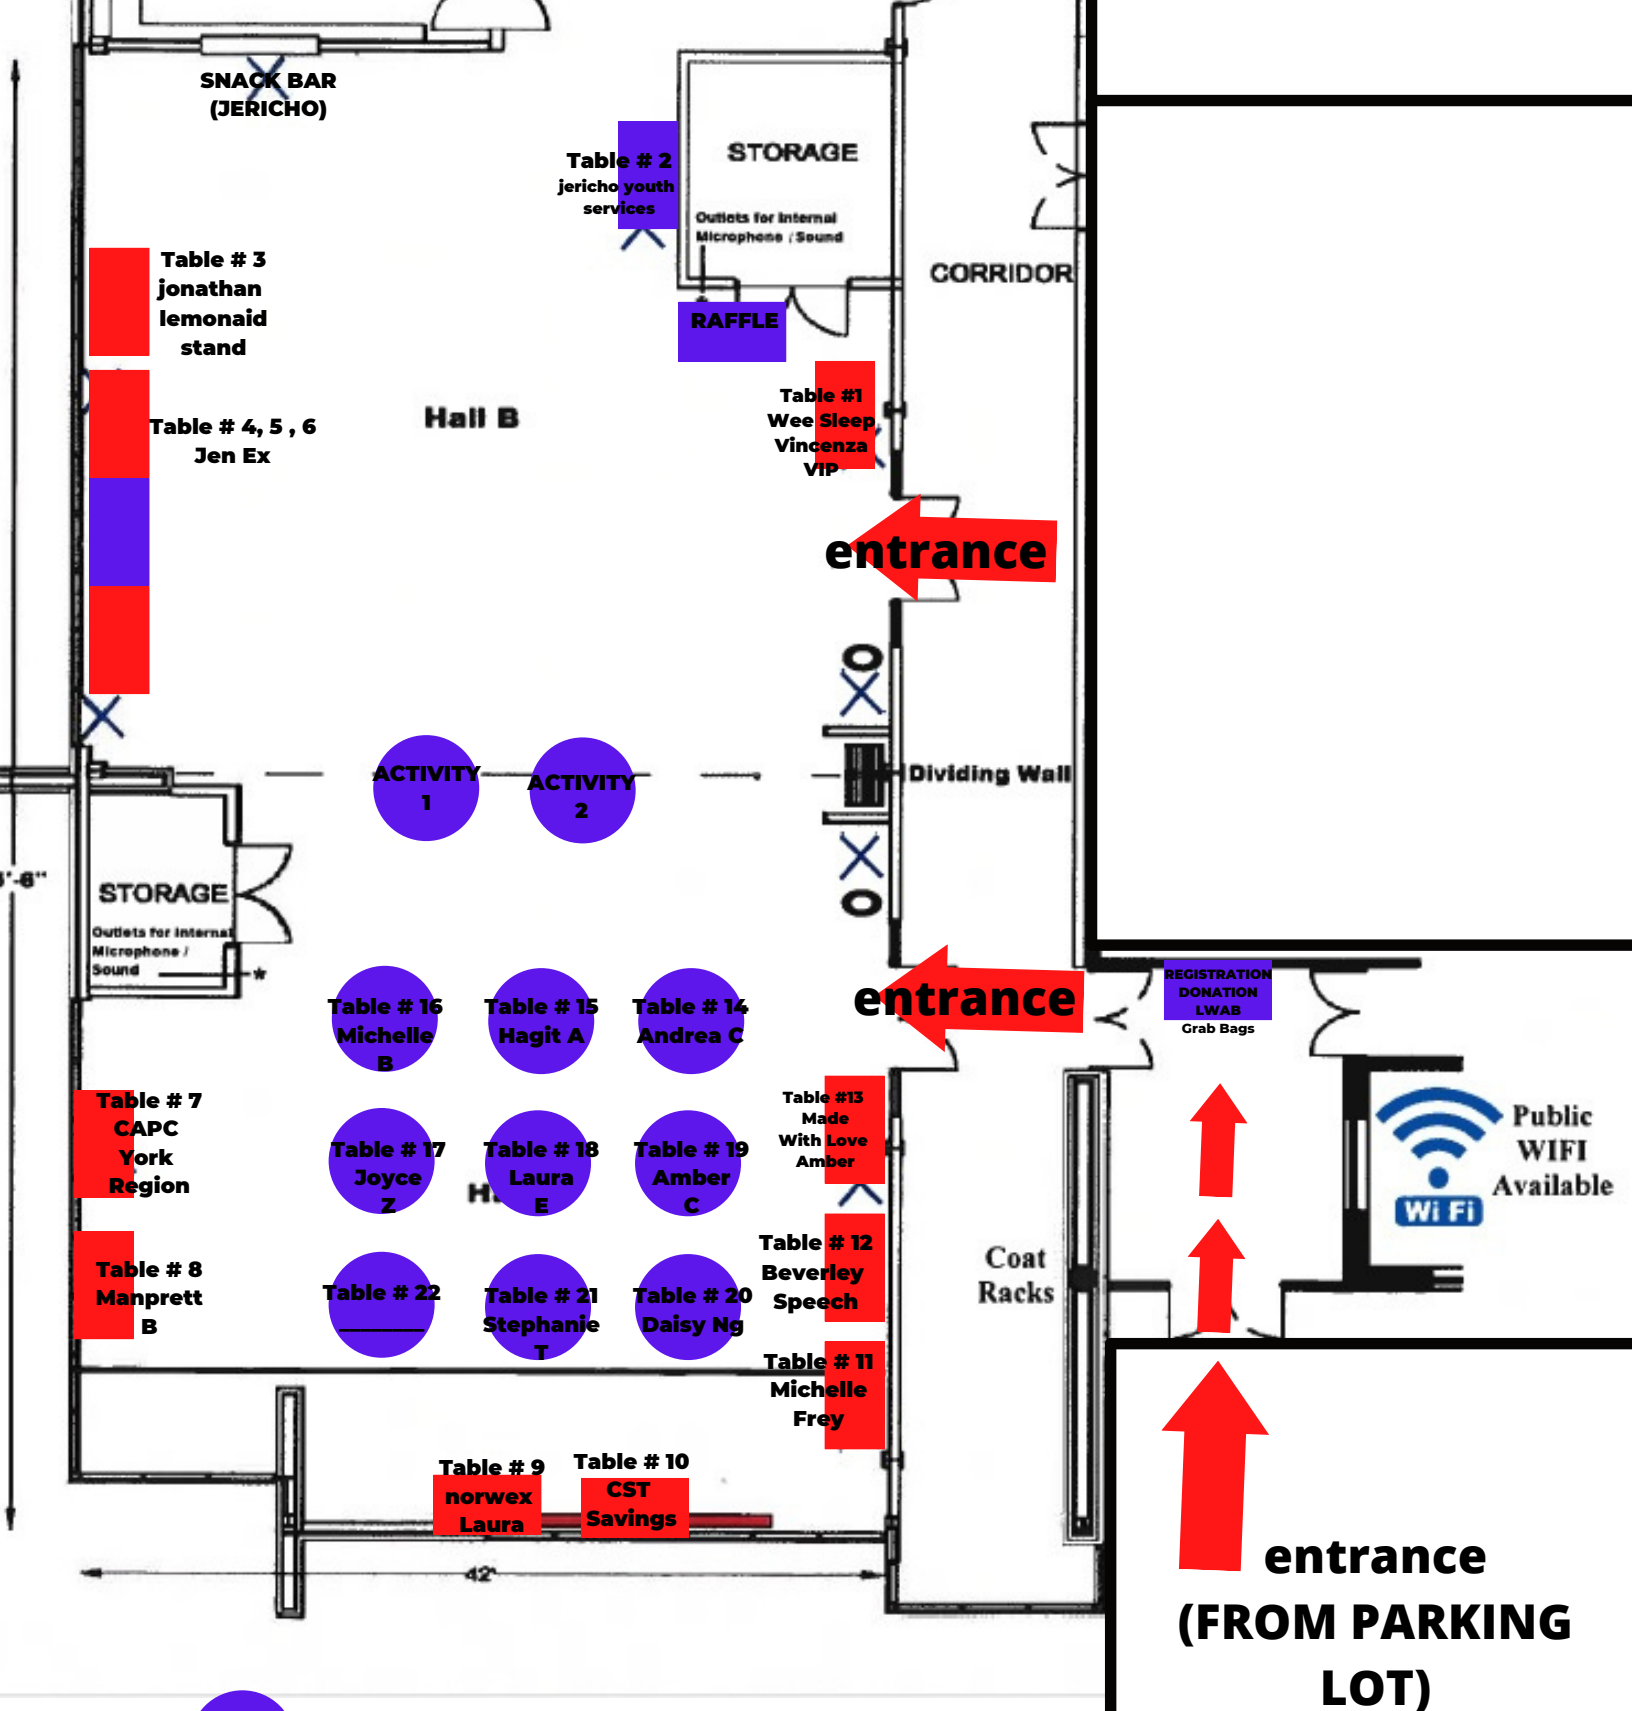 SNACK BAR
(JERICHO)
Table # 2
jericho youth
services
STORAGE
Outlets for Internal
Microphone / Sound
CORRIDOR
Table # 3
jonathan
lemonaid
stand
RAFFLE
Table #1
Wee Sleep
Vincenza
VIP
Hall B
Table # 4, 5 , 6
Jen Ex
entrance
O
Dividing Wall
ACTIVITY
1
ACTIVITY
2
O
STORAGE
Outlets for Internal
Microphone /
Sound
*
entrance
REGISTRATION
DONATION
LWAB
Grab Bags
Table # 16
Michelle
B
Table # 15
Hagit A
Table # 14
Andrea C
Table # 7
CAPC
York
Region
Table # 17
Joyce
Z
Table # 18
Laura
E
Table # 19
Amber
C
Table #13
Made
With Love
Amber
Public
WIFI
Available
Wi Fi
Table # 8
Manprett
B
Table # 22
Table # 21
Stephanie
T
Table # 20
Daisy Ng
Table # 12
Beverley
Speech
Coat
Racks
Table # 11
Michelle
Frey
Table # 9
norwex
Laura
Table # 10
CST
Savings
42'
entrance
(FROM PARKING
LOT)